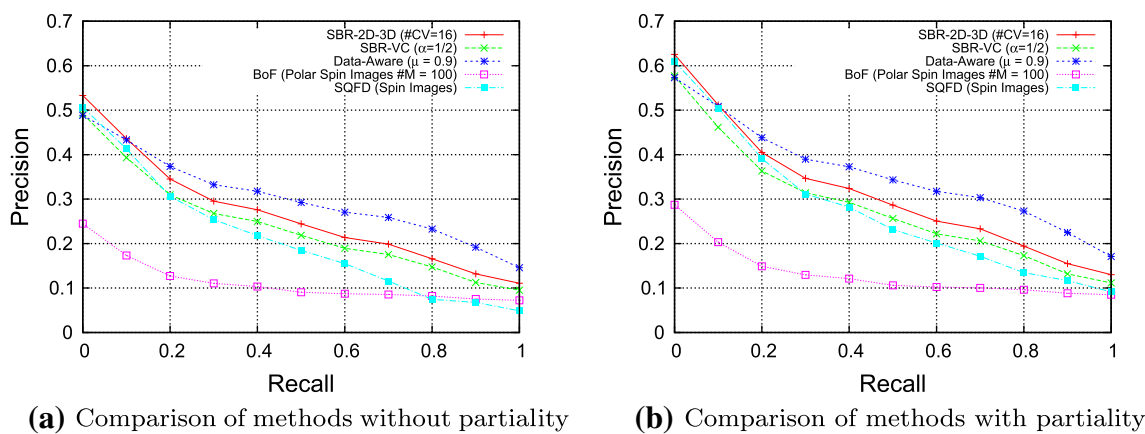 SBR-2D-3D (#CV=16)
SBR-VC (α=1/2)
Data-Aware (μ = 0.9)
BoF (Polar Spin Images #M = 100)
SQFD (Spin Images)
Precision
0.7
0.6
0.5
0.4
0.3
0.2
0.1
0
0 0.2 0.4 0.6 0.8 1
Recall
(a) Comparison of methods without partiality
SBR-2D-3D (#CV=16)
SBR-VC (α=1/2)
Data-Aware (μ = 0.9)
BoF (Polar Spin Images #M = 100)
SQFD (Spin Images)
Precision
0.7
0.6
0.5
0.4
0.3
0.2
0.1
0
0 0.2 0.4 0.6 0.8 1
Recall
(b) Comparison of methods with partiality